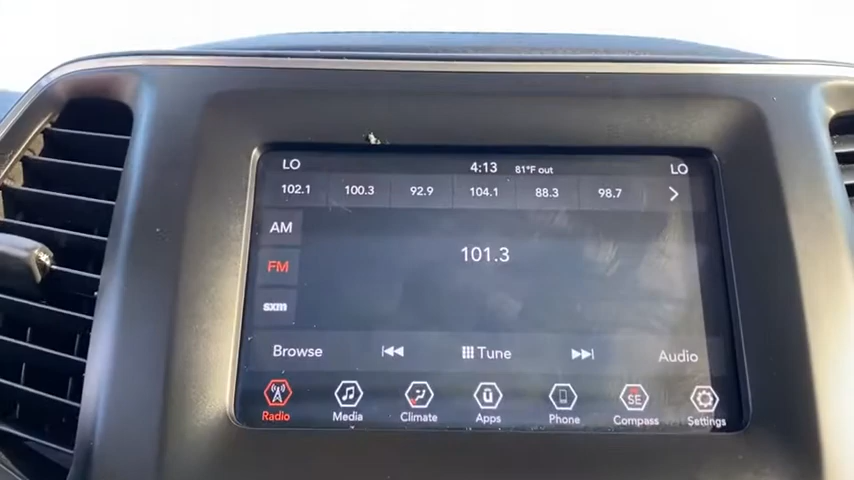 LO 4:13 81°F out LO
102.1 100.3 92.9 104.1 88.3 98.7
AM
101.3
FM
sxm
Browse Tune Audio
SE
Radio Media Climate Apps Phone Compass Settings